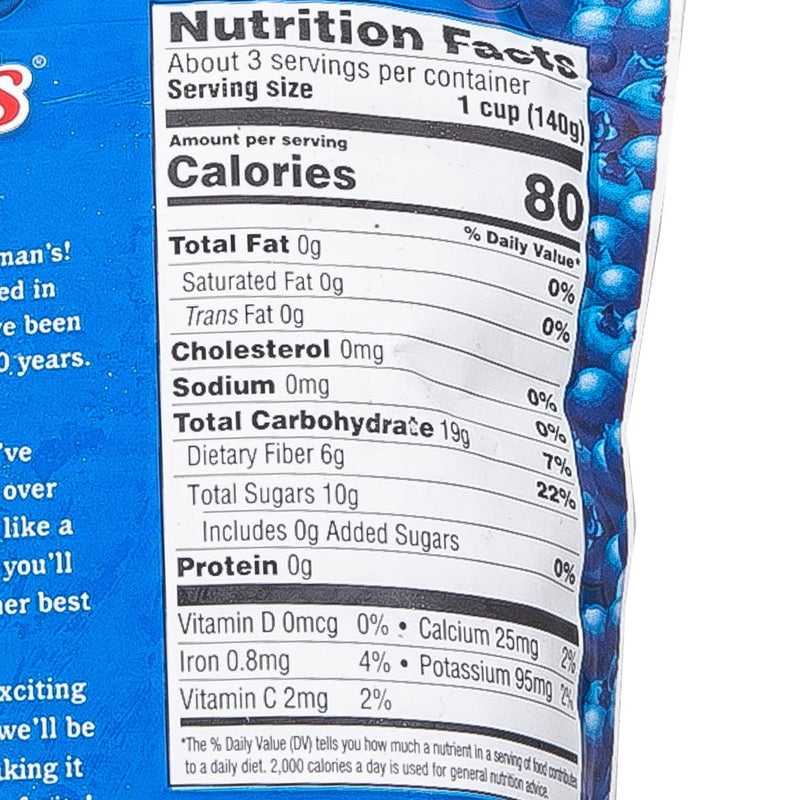 s®
man's!
ed in
e been
0 years.
've
over
like a
you'll
er best
xciting
we'll be
king it
Nutrition Facts
About 3 servings per container
Serving size 1 cup (140g)
Amount per serving
Calories 80
% Daily Value*
Total Fat 0g 0%
Saturated Fat 0g 0%
Trans Fat 0g
Cholesterol 0mg 0%
Sodium 0mg 0%
Total Carbohydrate 19g 7%
Dietary Fiber 6g 22%
Total Sugars 10g
Includes 0g Added Sugars 0%
Protein 0g
Vitamin D 0mcg 0% • Calcium 25mg 2%
Iron 0.8mg 4% • Potassium 95mg 2%
Vitamin C 2mg 2%
*The % Daily Value (DV) tells you how much a nutrient in a serving of food contributes
to a daily diet. 2,000 calories a day is used for general nutrition advice.